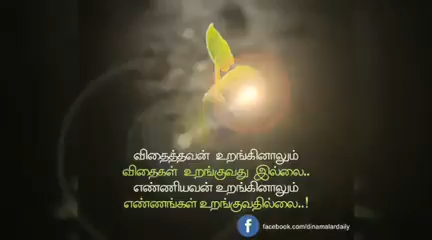 விதைத்தவன் உறங்கினாலும்
விதைகள் உறங்குவது இல்லை..
எண்ணியவன் உறங்கினாலும்
எண்ணங்கள் உறங்குவதில்லை..!
facebook.com/dinamalardaily